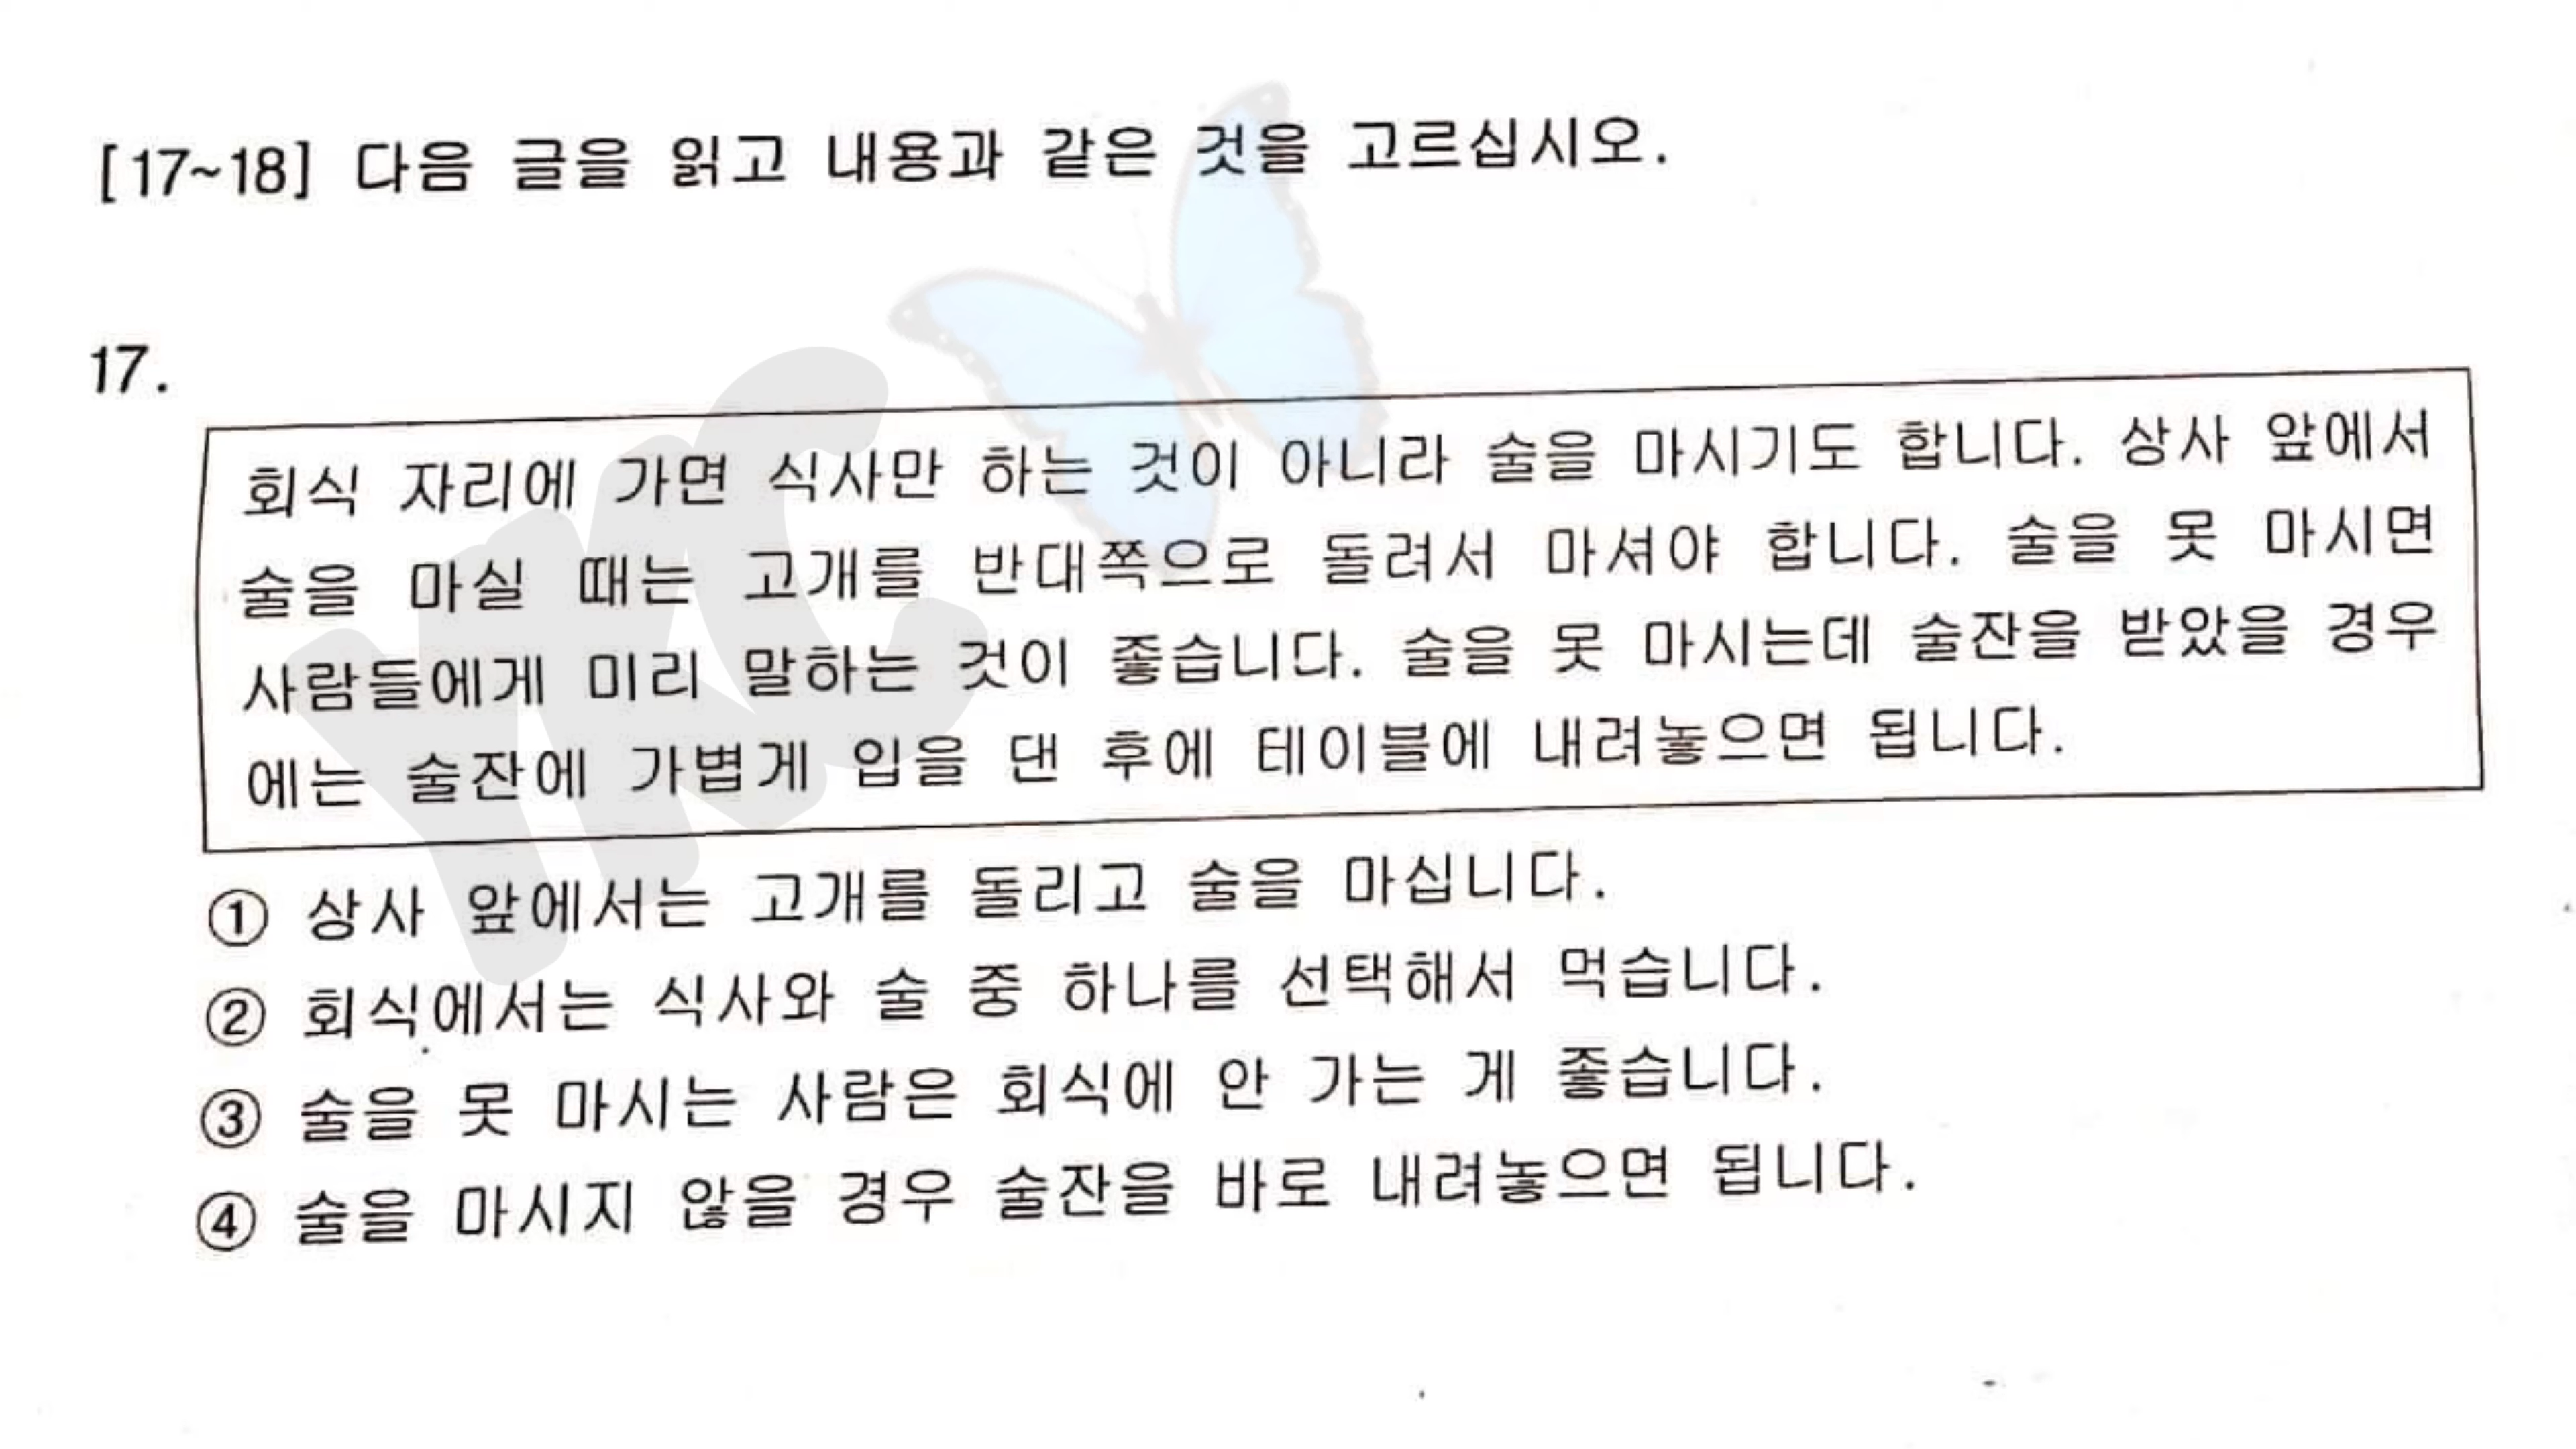 [17~18] 다음 글을 읽고 내용과 같은 것을 고르십시오.
17.
회식 자리에 가면 식사만 하는 것이 아니라 술을 마시기도 합니다. 상사 앞에서
술을 마실 때는 고개를 반대쪽으로 돌려서 마셔야 합니다. 술을 못 마시면
사람들에게 미리 말하는 것이 좋습니다. 술을 못 마시는데 술잔을 받았을 경우
에는 술잔에 가볍게 입을 댄 후에 테이블에 내려놓으면 됩니다.
① 상사 앞에서는 고개를 돌리고 술을 마십니다.
② 회식에서는 식사와 술 중 하나를 선택해서 먹습니다.
③ 술을 못 마시는 사람은 회식에 안 가는 게 좋습니다.
④ 술을 마시지 않을 경우 술잔을 바로 내려놓으면 됩니다.
YKC